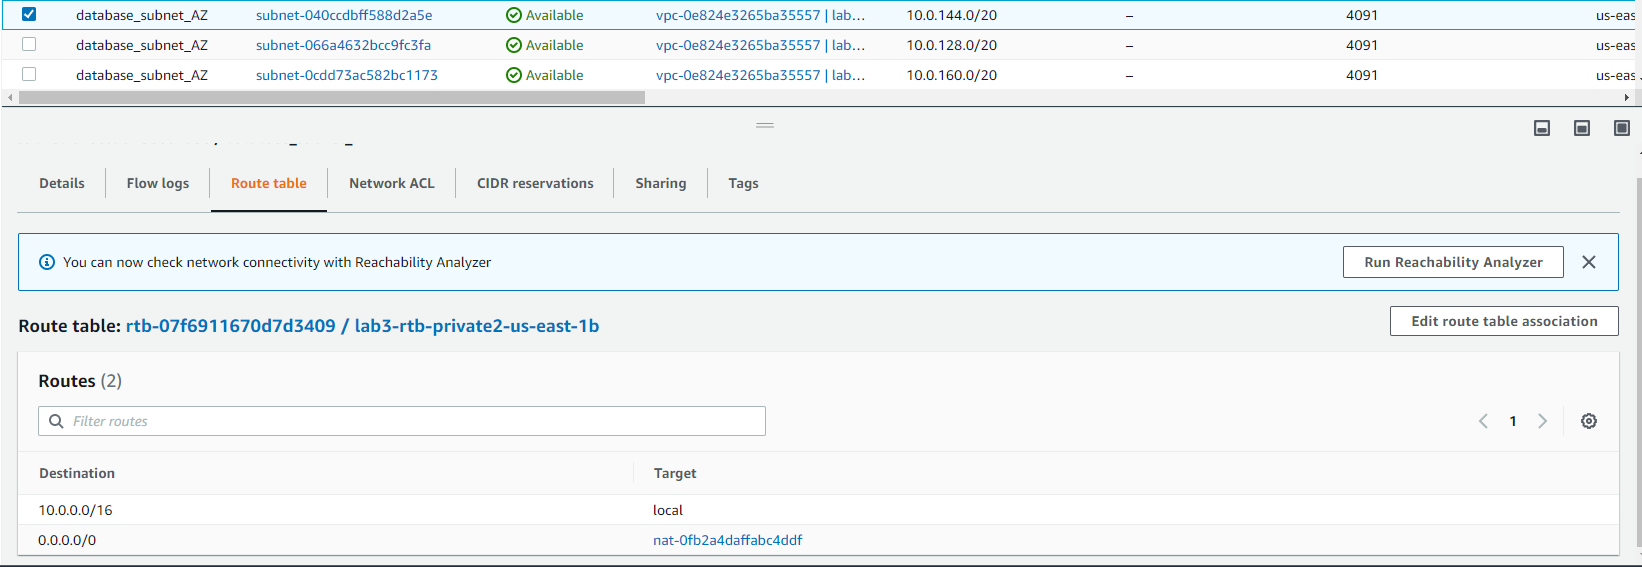 database_subnet_AZ subnet-040ccdbff588d2a5e Available vpc-0e824e3265ba35557 | lab... 10.0.144.0/20 – 4091 us-eas
database_subnet_AZ subnet-066a4632bcc9fc3fa Available vpc-0e824e3265ba35557 | lab... 10.0.128.0/20 – 4091 us-eas
database_subnet_AZ subnet-0cdd73ac582bc1173 Available vpc-0e824e3265ba35557 | lab... 10.0.160.0/20 – 4091 us-eas
Details Flow logs Route table Network ACL CIDR reservations Sharing Tags
You can now check network connectivity with Reachability Analyzer Run Reachability Analyzer
Route table: rtb-07f6911670d7d3409 / lab3-rtb-private2-us-east-1b Edit route table association
Routes (2)
Filter routes 1
Destination Target
10.0.0.0/16 local
0.0.0.0/0 nat-0fb2a4daffabc4ddf